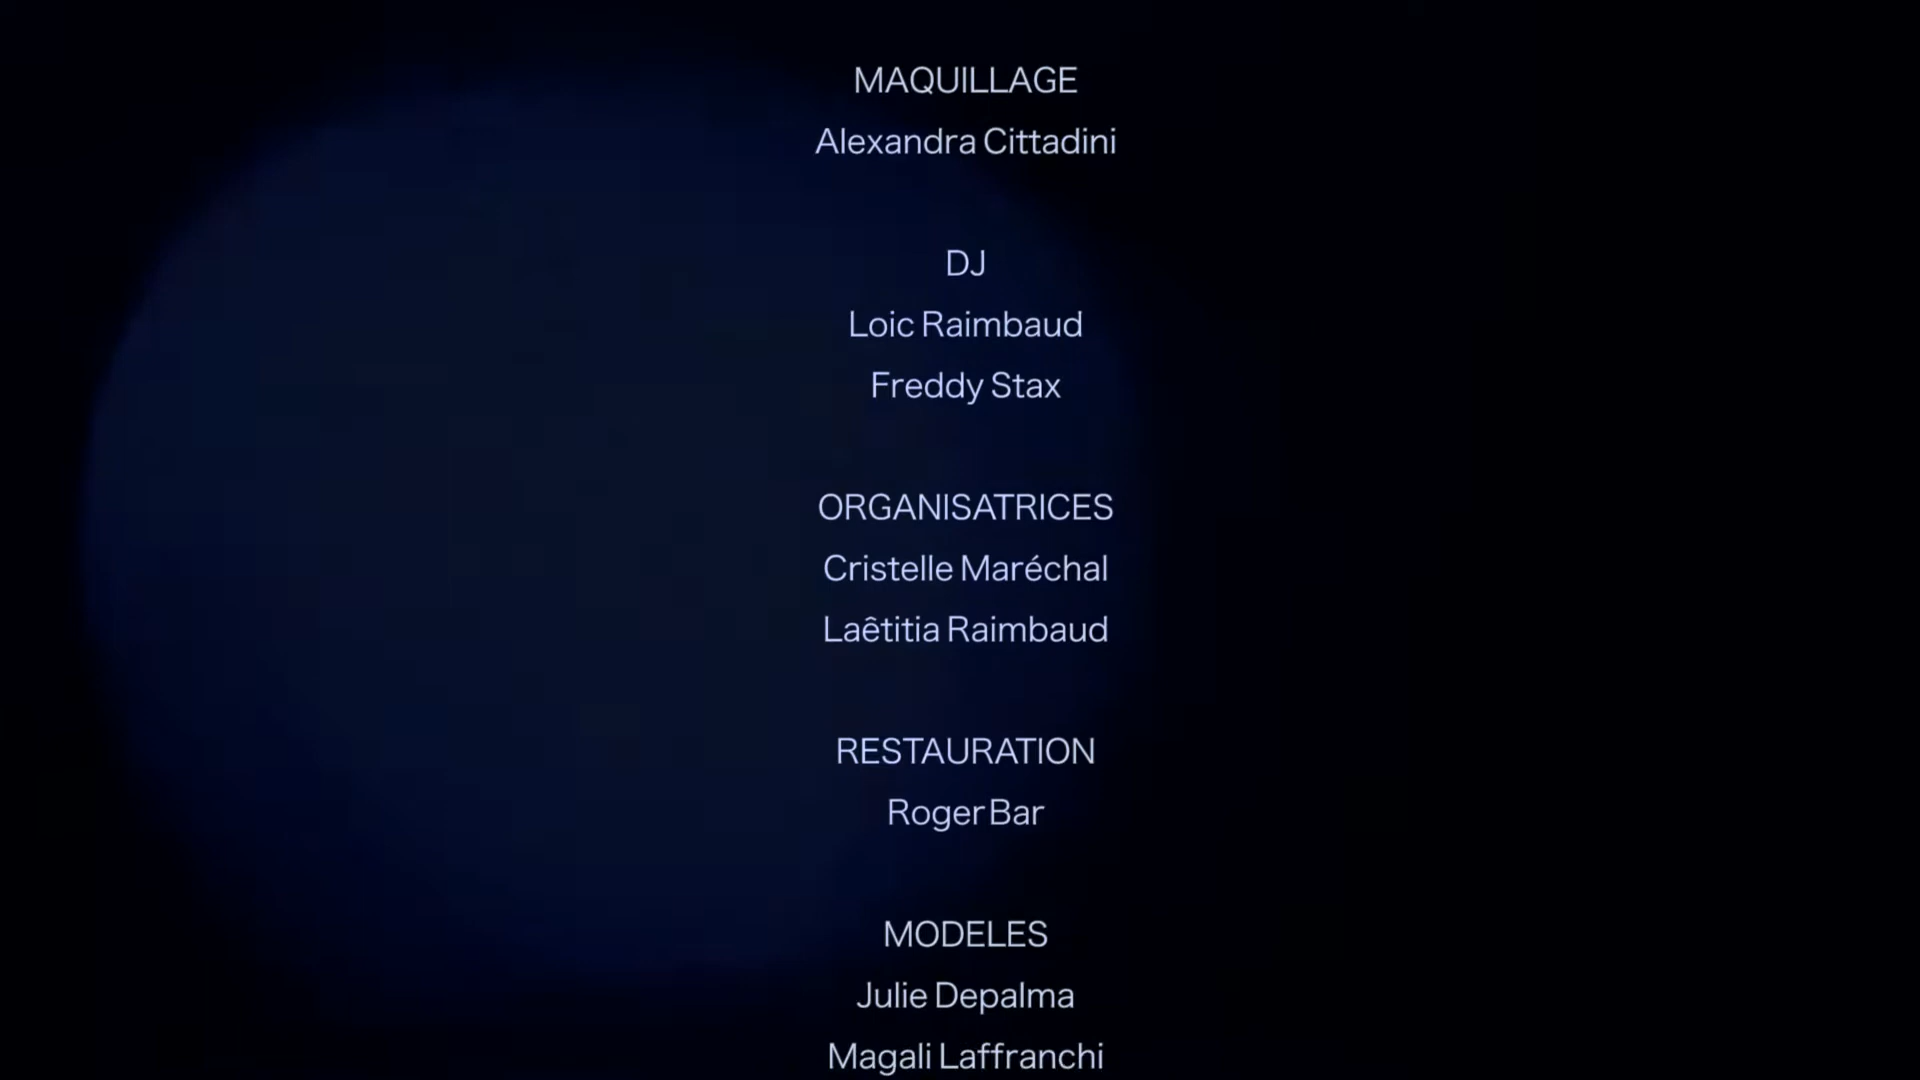 MAQUILLAGE
Alexandra Cittadini
DJ
Loic Raimbaud
Freddy Stax
ORGANISATRICES
Cristelle Maréchal
Laêtitia Raimbaud
RESTAURATION
Roger Bar
MODELES
Julie Depalma
Magali Laffranchi